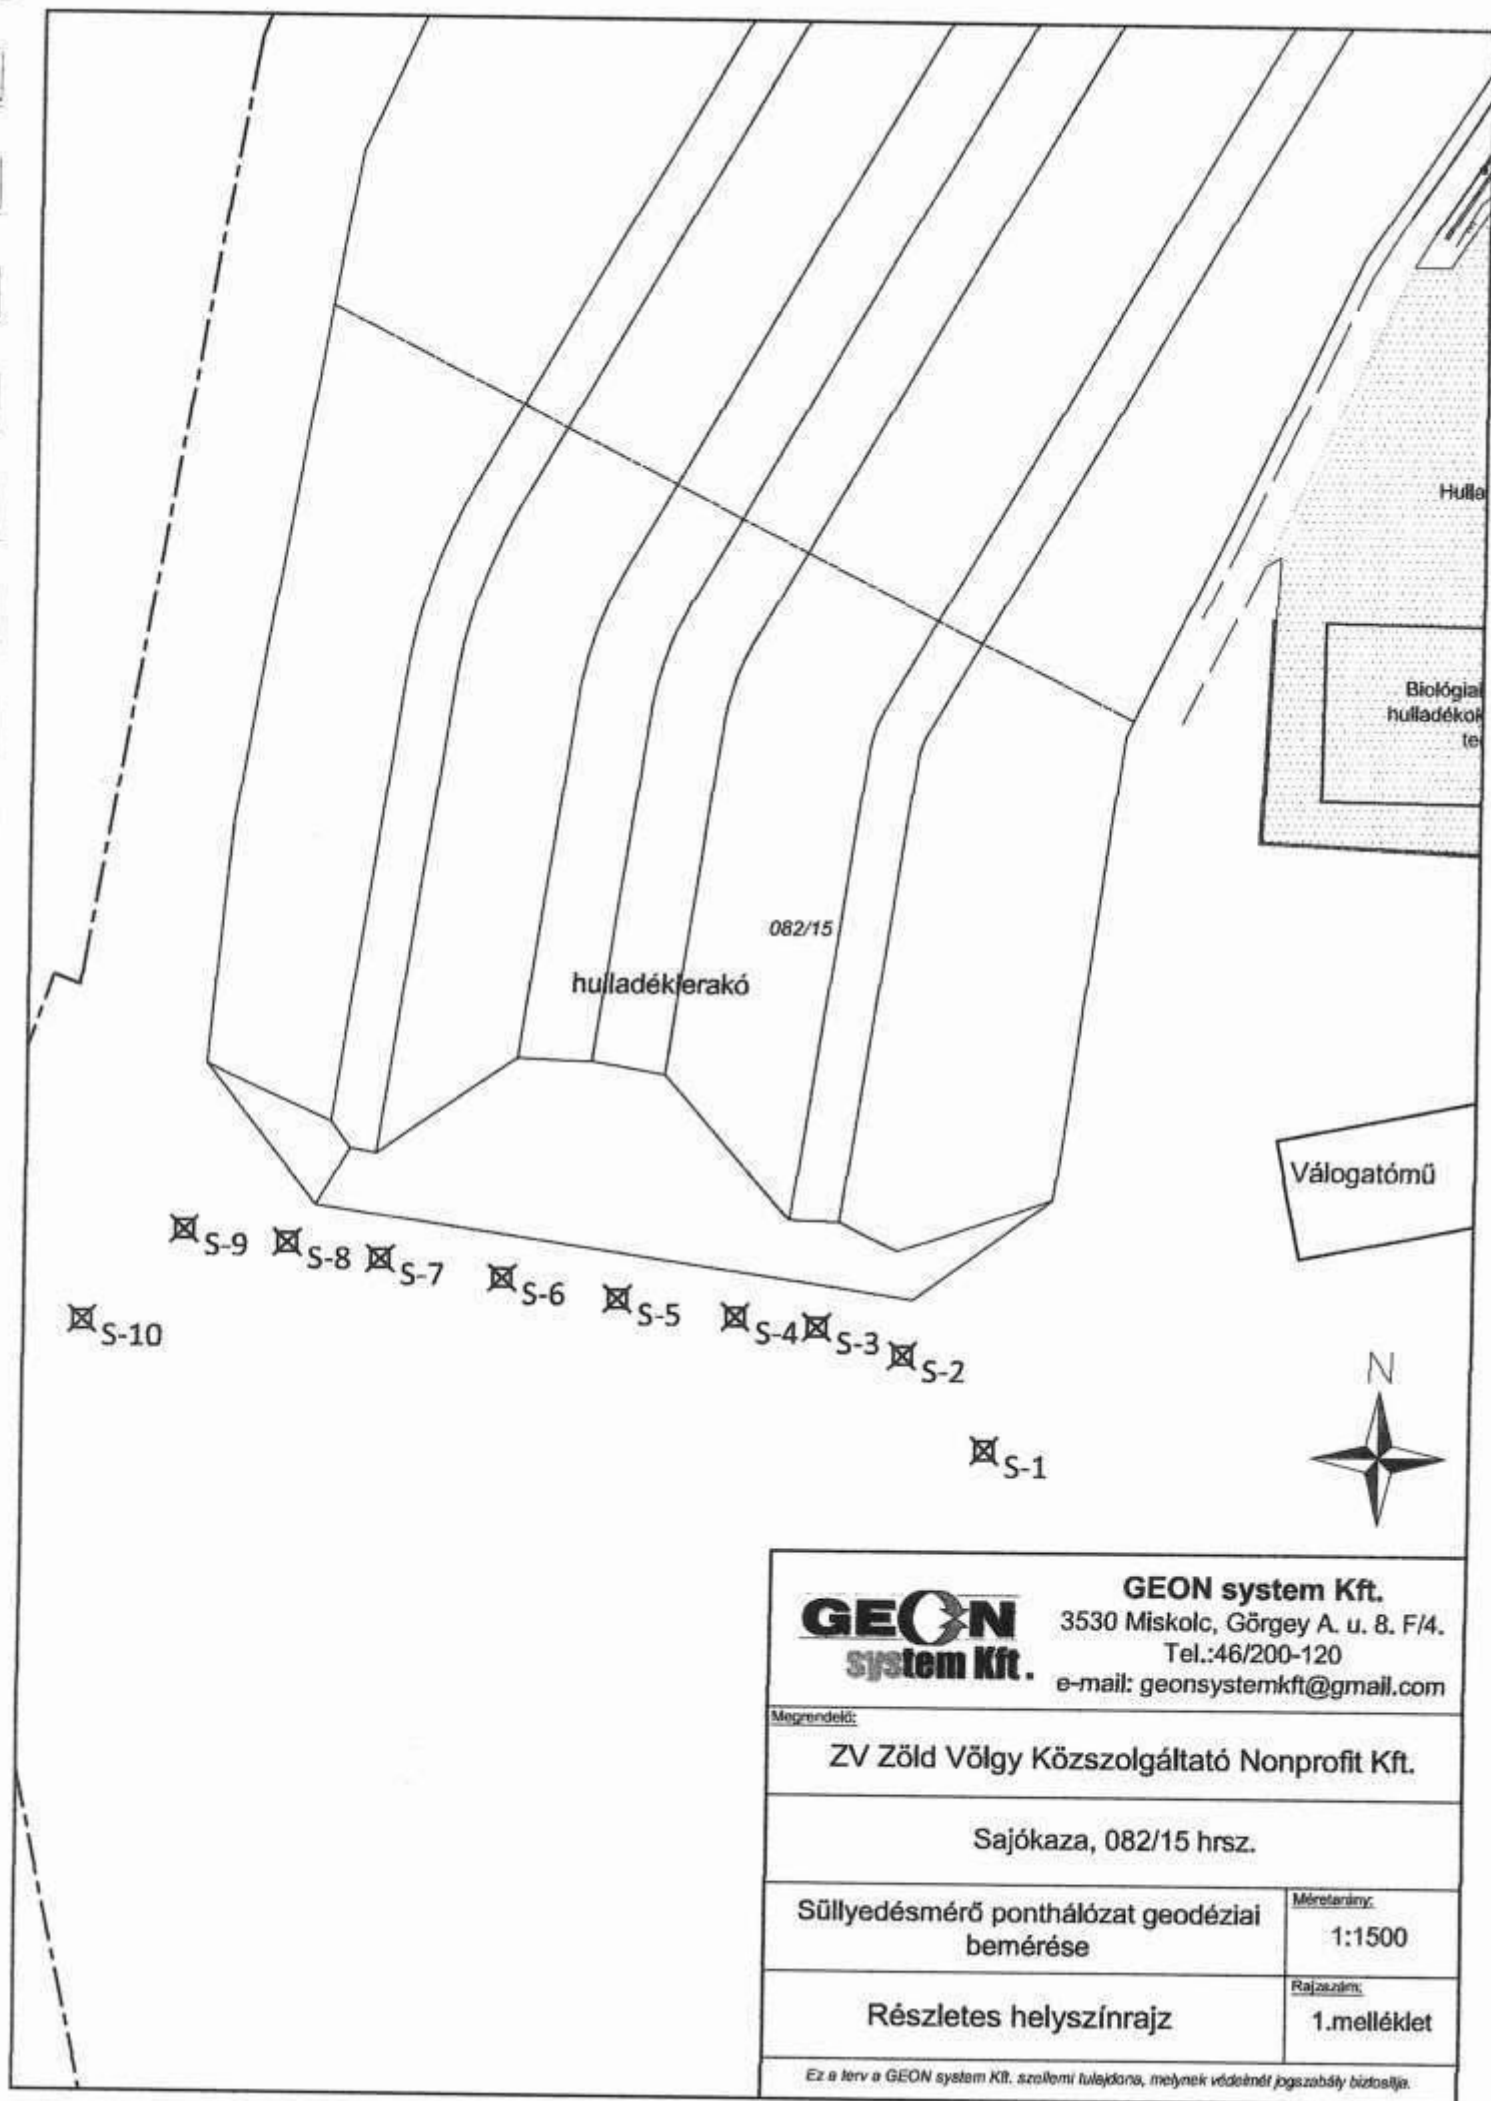 Hulla
Biológiai
hulladékok
te
082/15
hulladéklerakó
Válogatómű
S-9
S-8
S-7
S-6
S-5
S-4
S-3
S-2
S-10
S-1
N
GEON
system Kft.
GEON system Kft.
3530 Miskolc, Görgey A. u. 8. F/4.
Tel.:46/200-120
e-mail: geonsystemkft@gmail.com
Megrendelő:
ZV Zöld Völgy Közszolgáltató Nonprofit Kft.
Sajókaza, 082/15 hrsz.
Süllyedésmérő ponthálózat geodéziai
bemérése
Méretarány:
1:1500
Részletes helyszínrajz
Rajzszám:
1.melléklet
Ez a terv a GEON system Kft. szellemi tulajdona, melynek védelmét jogszabály biztosítja.